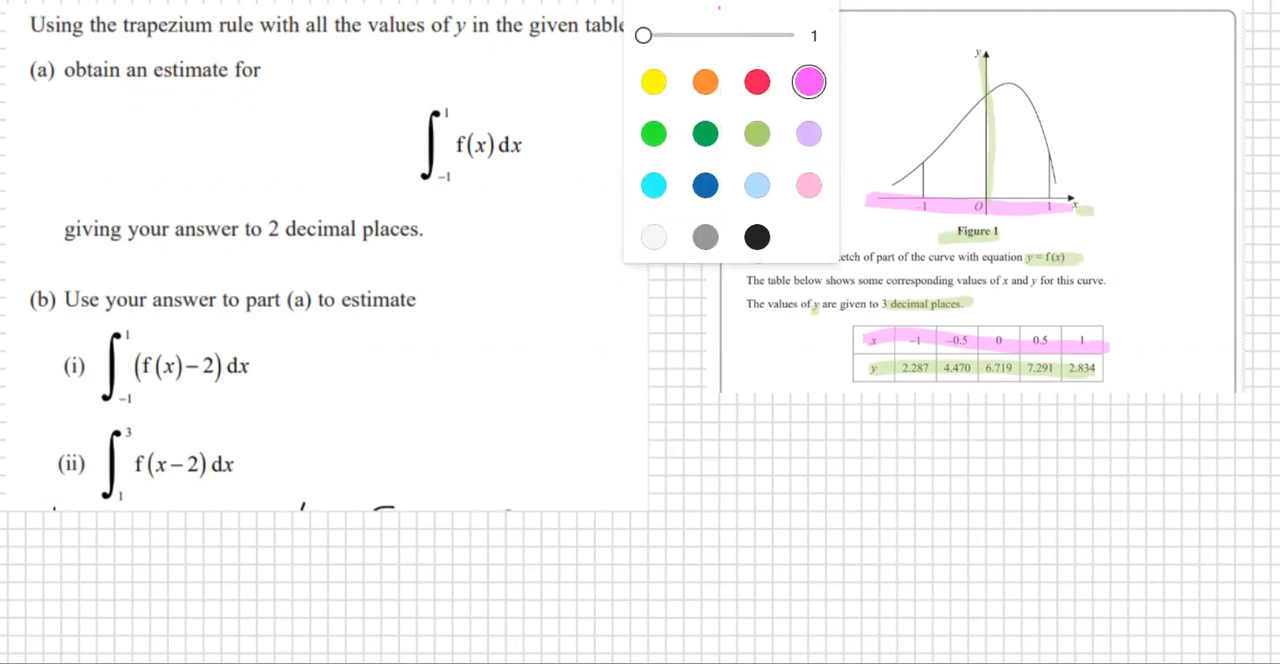 Using the trapezium rule with all the values of y in the given table
(a) obtain an estimate for
∫₋₁¹ f(x) dx
giving your answer to 2 decimal places.
(b) Use your answer to part (a) to estimate
(i) ∫₋₁¹ (f(x) − 2) dx
(ii) ∫₁³ f(x − 2) dx
1
y
-1 O 1 x
Figure 1
etch of part of the curve with equation y = f(x)
The table below shows some corresponding values of x and y for this curve.
The values of y are given to 3 decimal places.
x −1 −0.5 0 0.5 1
y 2.287 4.470 6.719 7.291 2.834